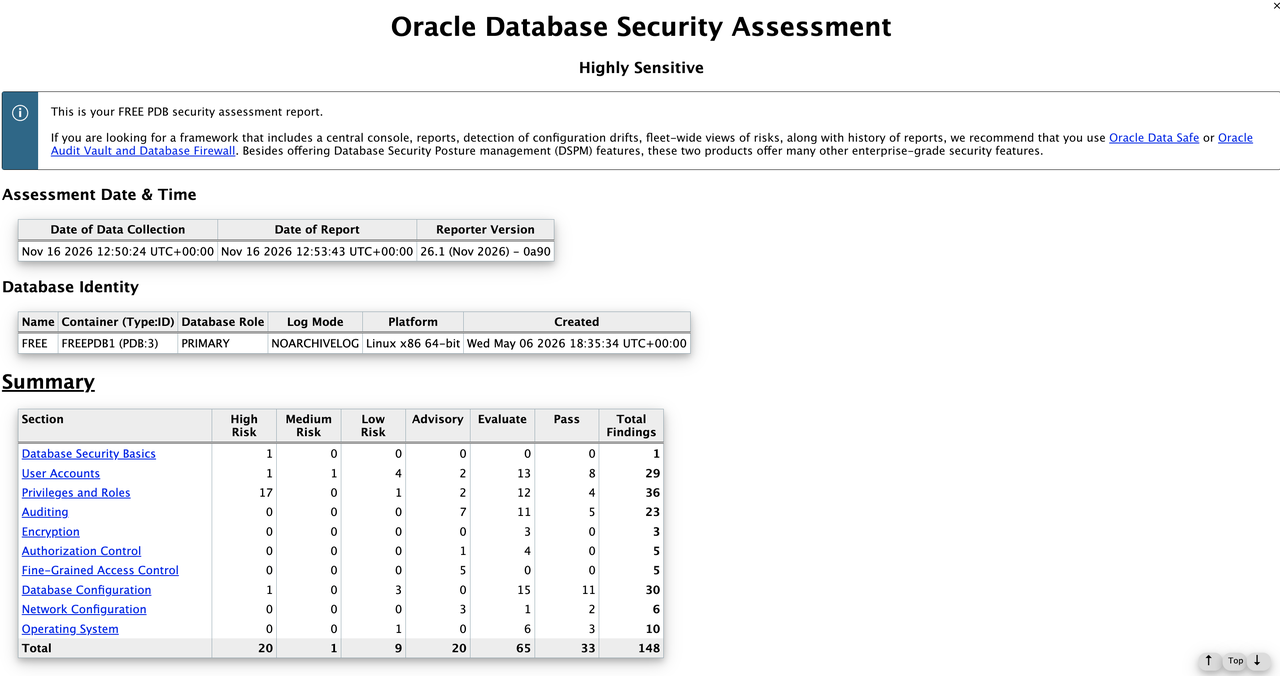 ×
Oracle Database Security Assessment
Highly Sensitive
This is your FREE PDB security assessment report.
If you are looking for a framework that includes a central console, reports, detection of configuration drifts, fleet-wide views of risks, along with history of reports, we recommend that you use Oracle Data Safe or Oracle
Audit Vault and Database Firewall. Besides offering Database Security Posture management (DSPM) features, these two products offer many other enterprise-grade security features.
Assessment Date & Time
Date of Data Collection Date of Report Reporter Version
Nov 16 2026 12:50:24 UTC+00:00 Nov 16 2026 12:53:43 UTC+00:00 26.1 (Nov 2026) - 0a90
Database Identity
Name Container (Type:ID) Database Role Log Mode Platform Created
FREE FREEPDB1 (PDB:3) PRIMARY NOARCHIVELOG Linux x86 64-bit Wed May 06 2026 18:35:34 UTC+00:00
Summary
Section High Medium Low Advisory Evaluate Pass Total
Risk Risk Risk Findings
Database Security Basics 1 0 0 0 0 0 1
User Accounts 1 1 4 2 13 8 29
Privileges and Roles 17 0 1 2 12 4 36
Auditing 0 0 0 7 11 5 23
Encryption 0 0 0 0 3 0 3
Authorization Control 0 0 0 1 4 0 5
Fine-Grained Access Control 0 0 0 5 0 0 5
Database Configuration 1 0 3 0 15 11 30
Network Configuration 0 0 0 3 1 2 6
Operating System 0 0 1 0 6 3 10
Total 20 1 9 20 65 33 148
↑ Top ↓